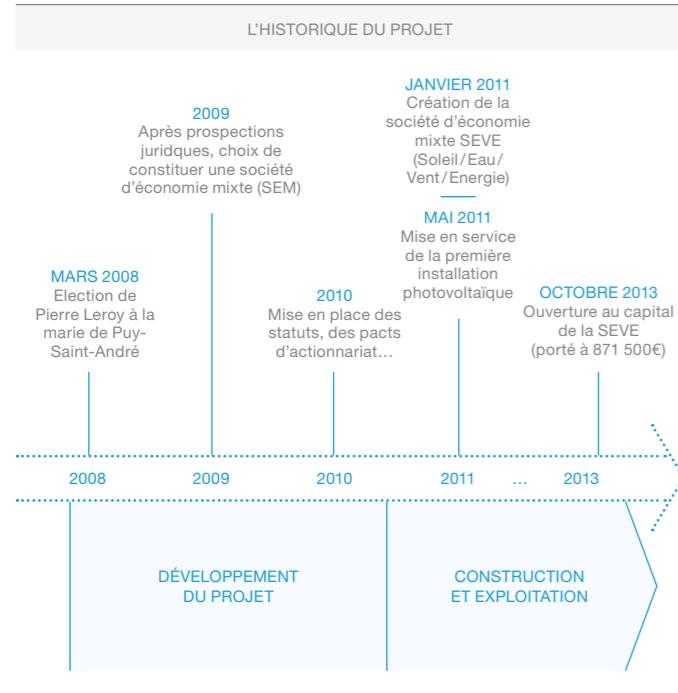 L'HISTORIQUE DU PROJET
MARS 2008
Election de
Pierre Leroy à la
marie de Puy-
Saint-André
2009
Après prospections
juridques, choix de
constituer une société
d'économie mixte (SEM)
2010
Mise en place des
statuts, des pacts
d'actionnariat…
JANVIER 2011
Création de la
société d'économie
mixte SEVE
(Soleil/Eau/
Vent/Energie)
MAI 2011
Mise en service
de la première
installation
photovoltaïque
OCTOBRE 2013
Ouverture au capital
de la SEVE
(porté à 871 500€)
2008 2009 2010 2011 … 2013
DÉVELOPPEMENT
DU PROJET
CONSTRUCTION
ET EXPLOITATION